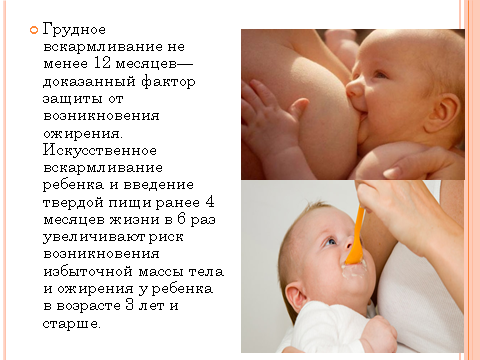 Грудное
вскармливание не
менее 12 месяцев—
доказанный фактор
защиты от
возникновения
ожирения.
Искусственное
вскармливание
ребенка и введение
твердой пищи ранее 4
месяцев жизни в 6 раз
увеличивают риск
возникновения
избыточной массы тела
и ожирения у ребенка
в возрасте 3 лет и
старше.